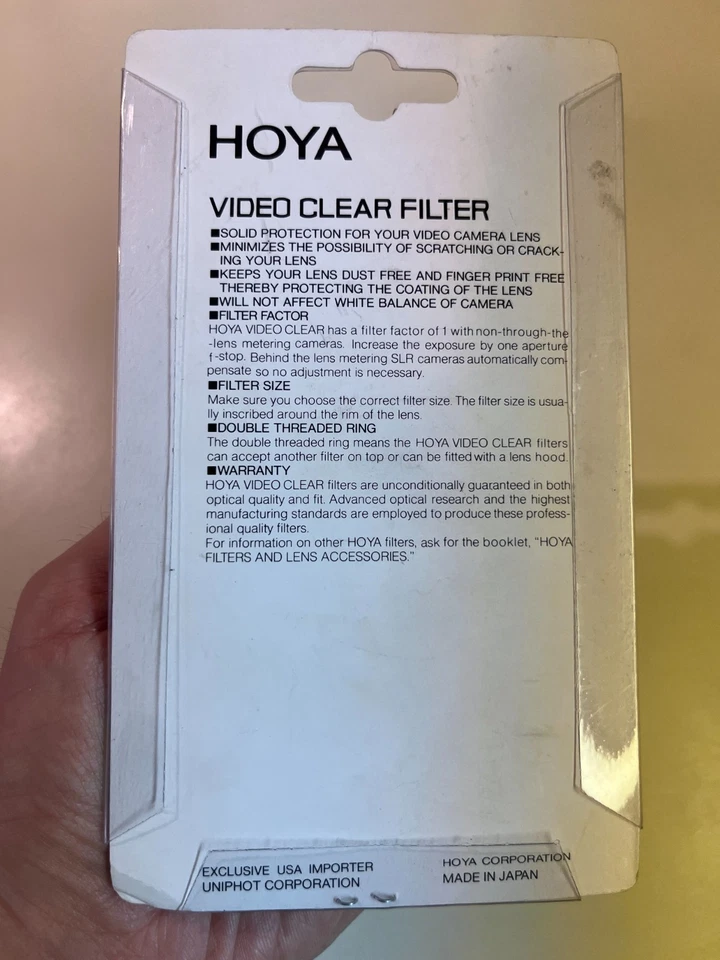 HOYA
VIDEO CLEAR FILTER
■SOLID PROTECTION FOR YOUR VIDEO CAMERA LENS
■MINIMIZES THE POSSIBILITY OF SCRATCHING OR CRACK-
ING YOUR LENS
■KEEPS YOUR LENS DUST FREE AND FINGER PRINT FREE
THEREBY PROTECTING THE COATING OF THE LENS
■WILL NOT AFFECT WHITE BALANCE OF CAMERA
■FILTER FACTOR
HOYA VIDEO CLEAR has a filter factor of 1 with non-through-the
-lens metering cameras. Increase the exposure by one aperture
f-stop. Behind the lens metering SLR cameras automatically com-
pensate so no adjustment is necessary.
■FILTER SIZE
Make sure you choose the correct filter size. The filter size is usua-
lly inscribed around the rim of the lens.
■DOUBLE THREADED RING
The double threaded ring means the HOYA VIDEO CLEAR filters
can accept another filter on top or can be fitted with a lens hood.
■WARRANTY
HOYA VIDEO CLEAR filters are unconditionally guaranteed in both
optical quality and fit. Advanced optical research and the highest
manufacturing standards are employed to produce these profess-
ional quality filters.
For information on other HOYA filters, ask for the booklet, "HOYA
FILTERS AND LENS ACCESSORIES."
EXCLUSIVE USA IMPORTER
UNIPHOT CORPORATION
HOYA CORPORATION
MADE IN JAPAN